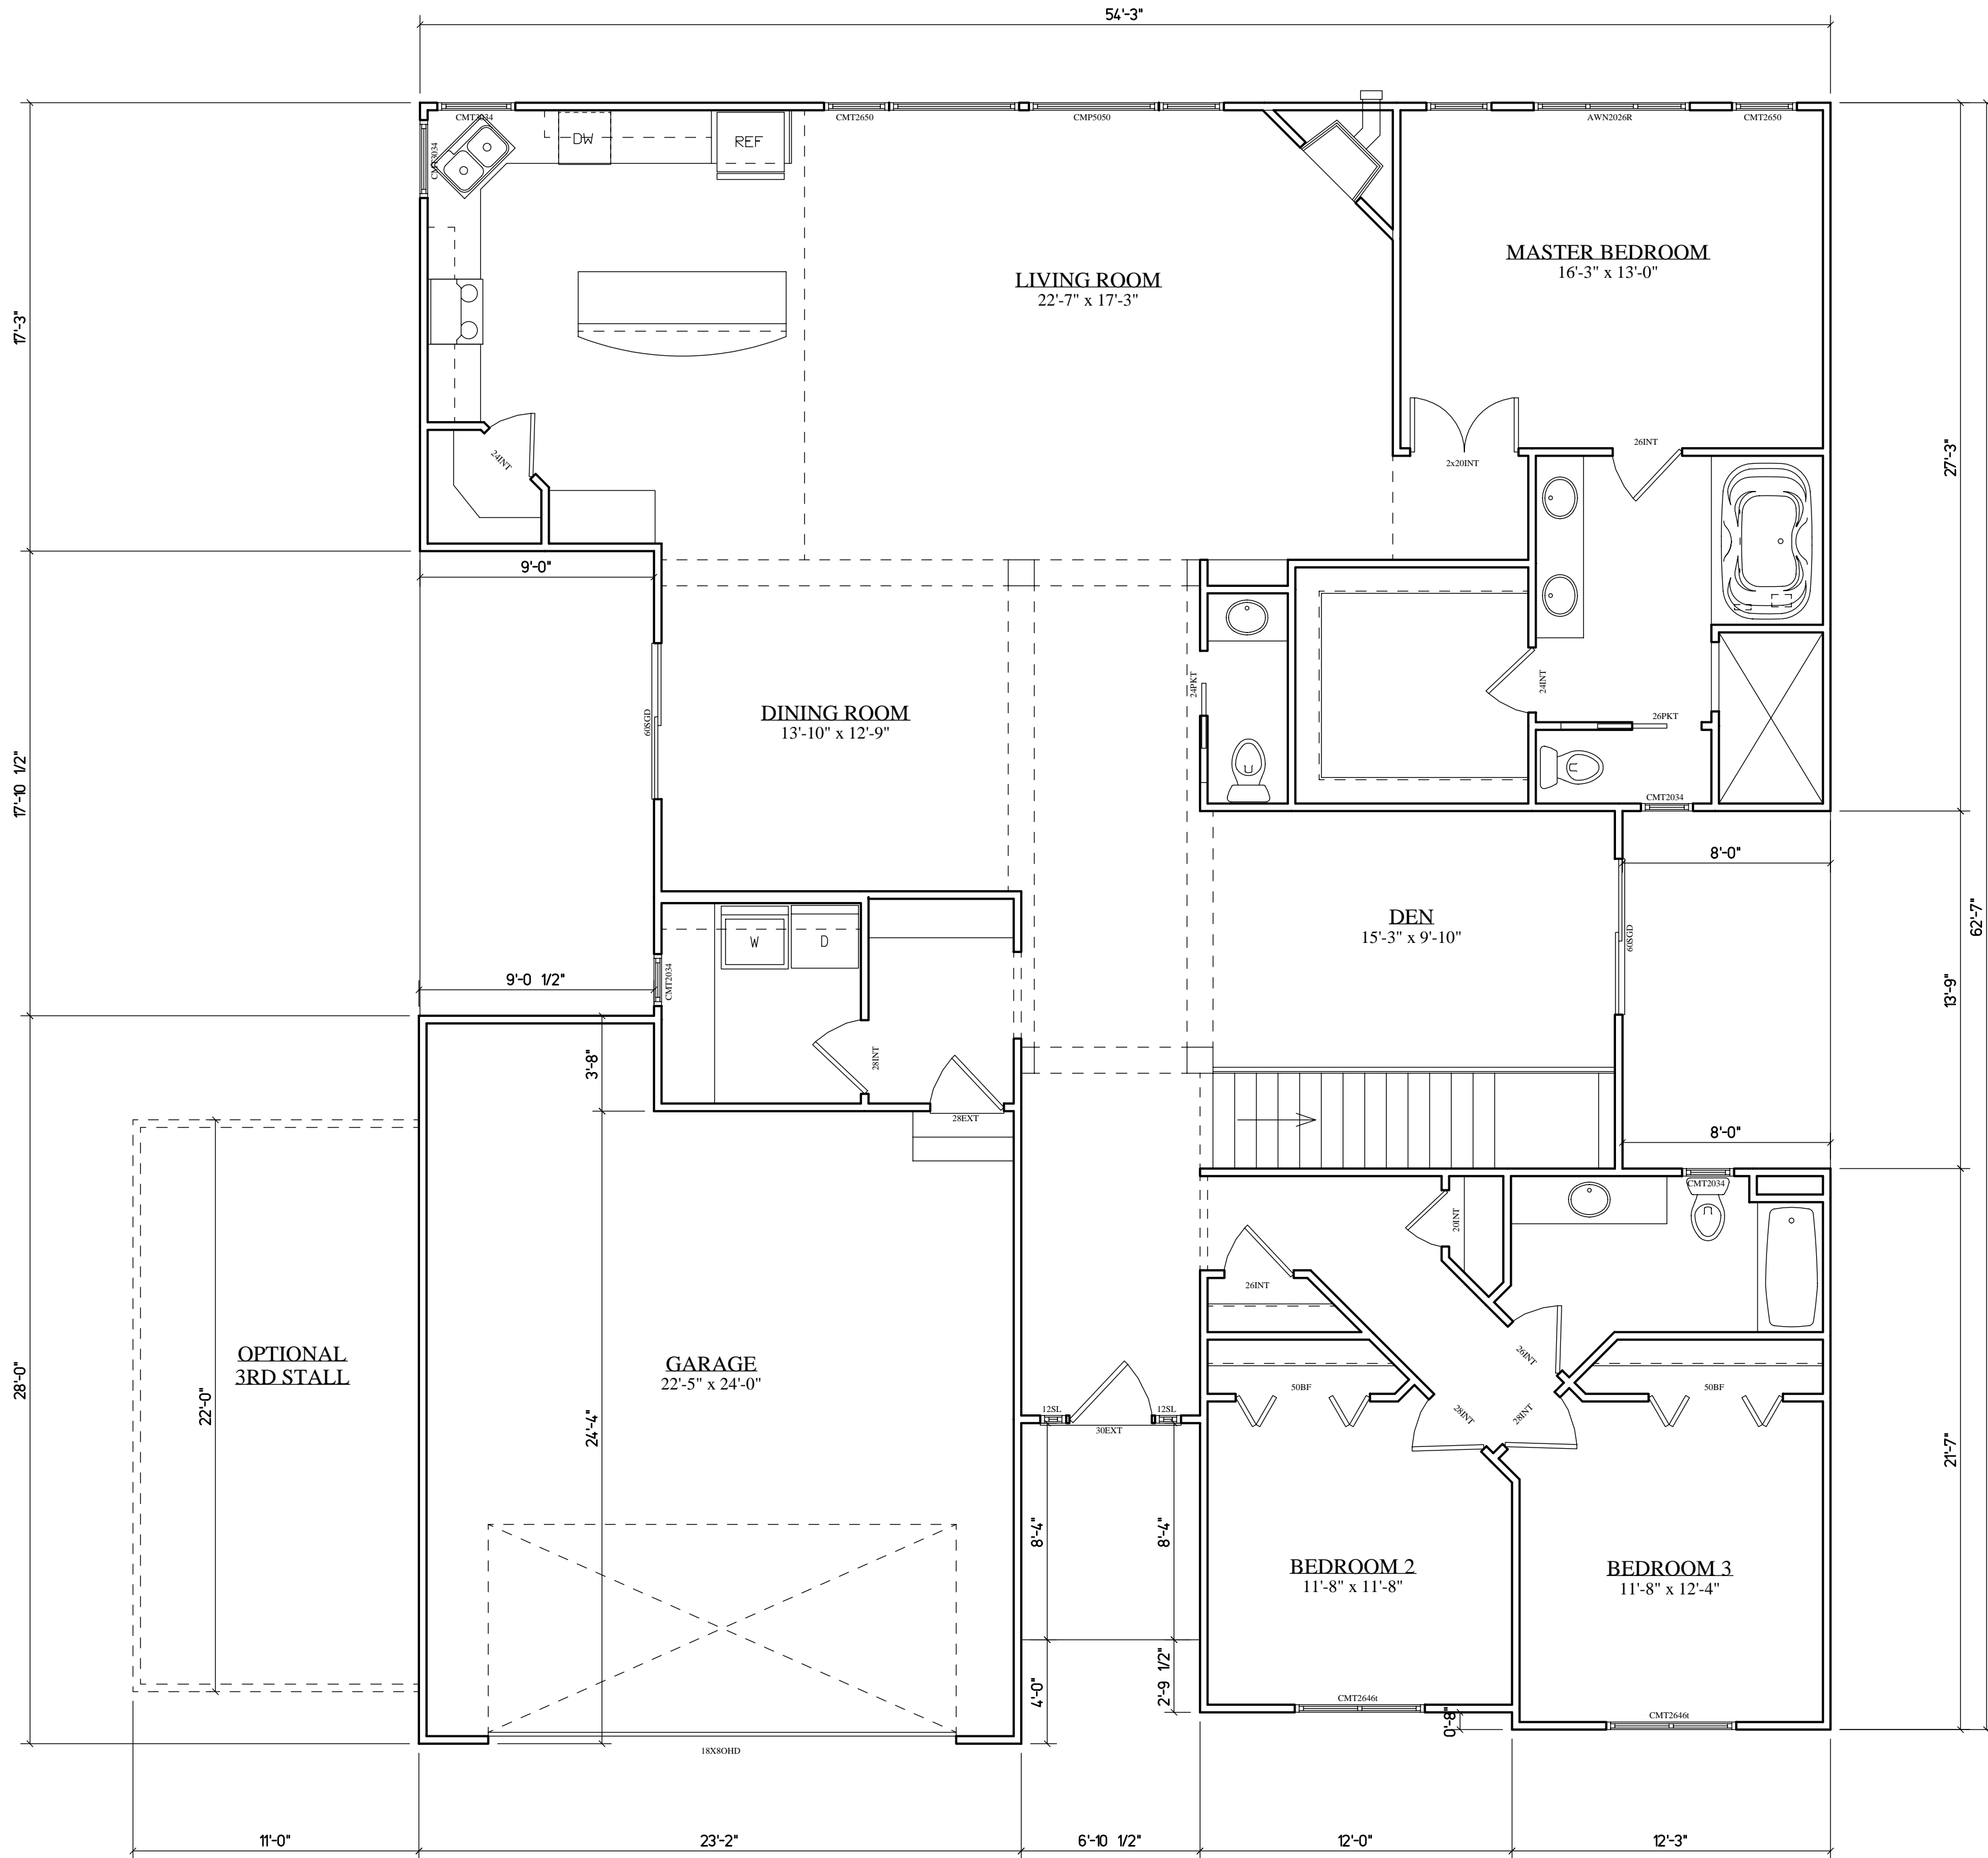 54'-3"
CMT3034
CMT2650
CMP5050
AWN2026R
CMT2650
CMT3034
DW
REF
17'-3"
LIVING ROOM
22'-7" x 17'-3"
MASTER BEDROOM
16'-3" x 13'-0"
24INT
2x20INT
26INT
27'-3"
9'-0"
17'-10 1/2"
60SGD
DINING ROOM
13'-10" x 12'-9"
24PKT
24INT
26PKT
CMT2034
8'-0"
62'-7"
DEN
15'-3" x 9'-10"
60SGD
W
D
9'-0 1/2"
CMT2034
13'-9"
3'-8"
28INT
28EXT
8'-0"
CMT2034
20INT
26INT
26INT
OPTIONAL
3RD STALL
22'-0"
28'-0"
GARAGE
22'-5" x 24'-0"
24'-4"
50BF
50BF
12SL
12SL
30EXT
28INT
28INT
21'-7"
8'-4"
8'-4"
BEDROOM 2
11'-8" x 11'-8"
BEDROOM 3
11'-8" x 12'-4"
4'-0"
2'-9 1/2"
CMT2646t
CMT2646t
0'-8"
18X8OHD
11'-0"
23'-2"
6'-10 1/2"
12'-0"
12'-3"